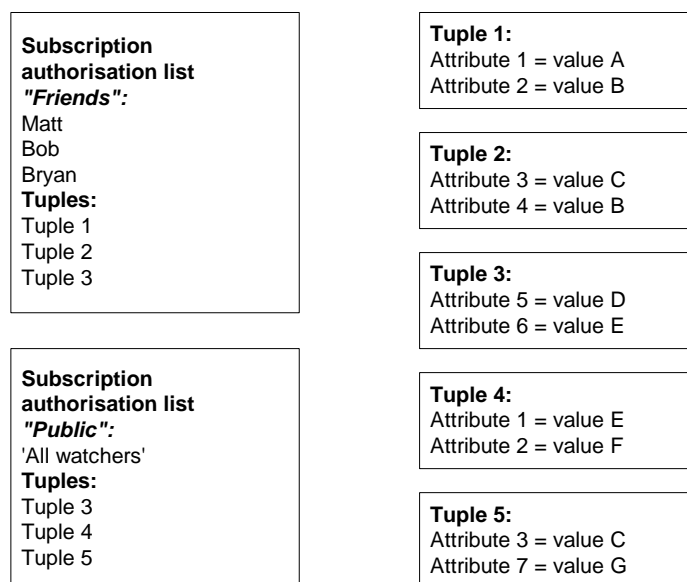 Subscription
authorisation list
"Friends":
Matt
Bob
Bryan
Tuples:
Tuple 1
Tuple 2
Tuple 3
Subscription
authorisation list
"Public":
'All watchers'
Tuples:
Tuple 3
Tuple 4
Tuple 5
Tuple 1:
Attribute 1 = value A
Attribute 2 = value B
Tuple 2:
Attribute 3 = value C
Attribute 4 = value B
Tuple 3:
Attribute 5 = value D
Attribute 6 = value E
Tuple 4:
Attribute 1 = value E
Attribute 2 = value F
Tuple 5:
Attribute 3 = value C
Attribute 7 = value G